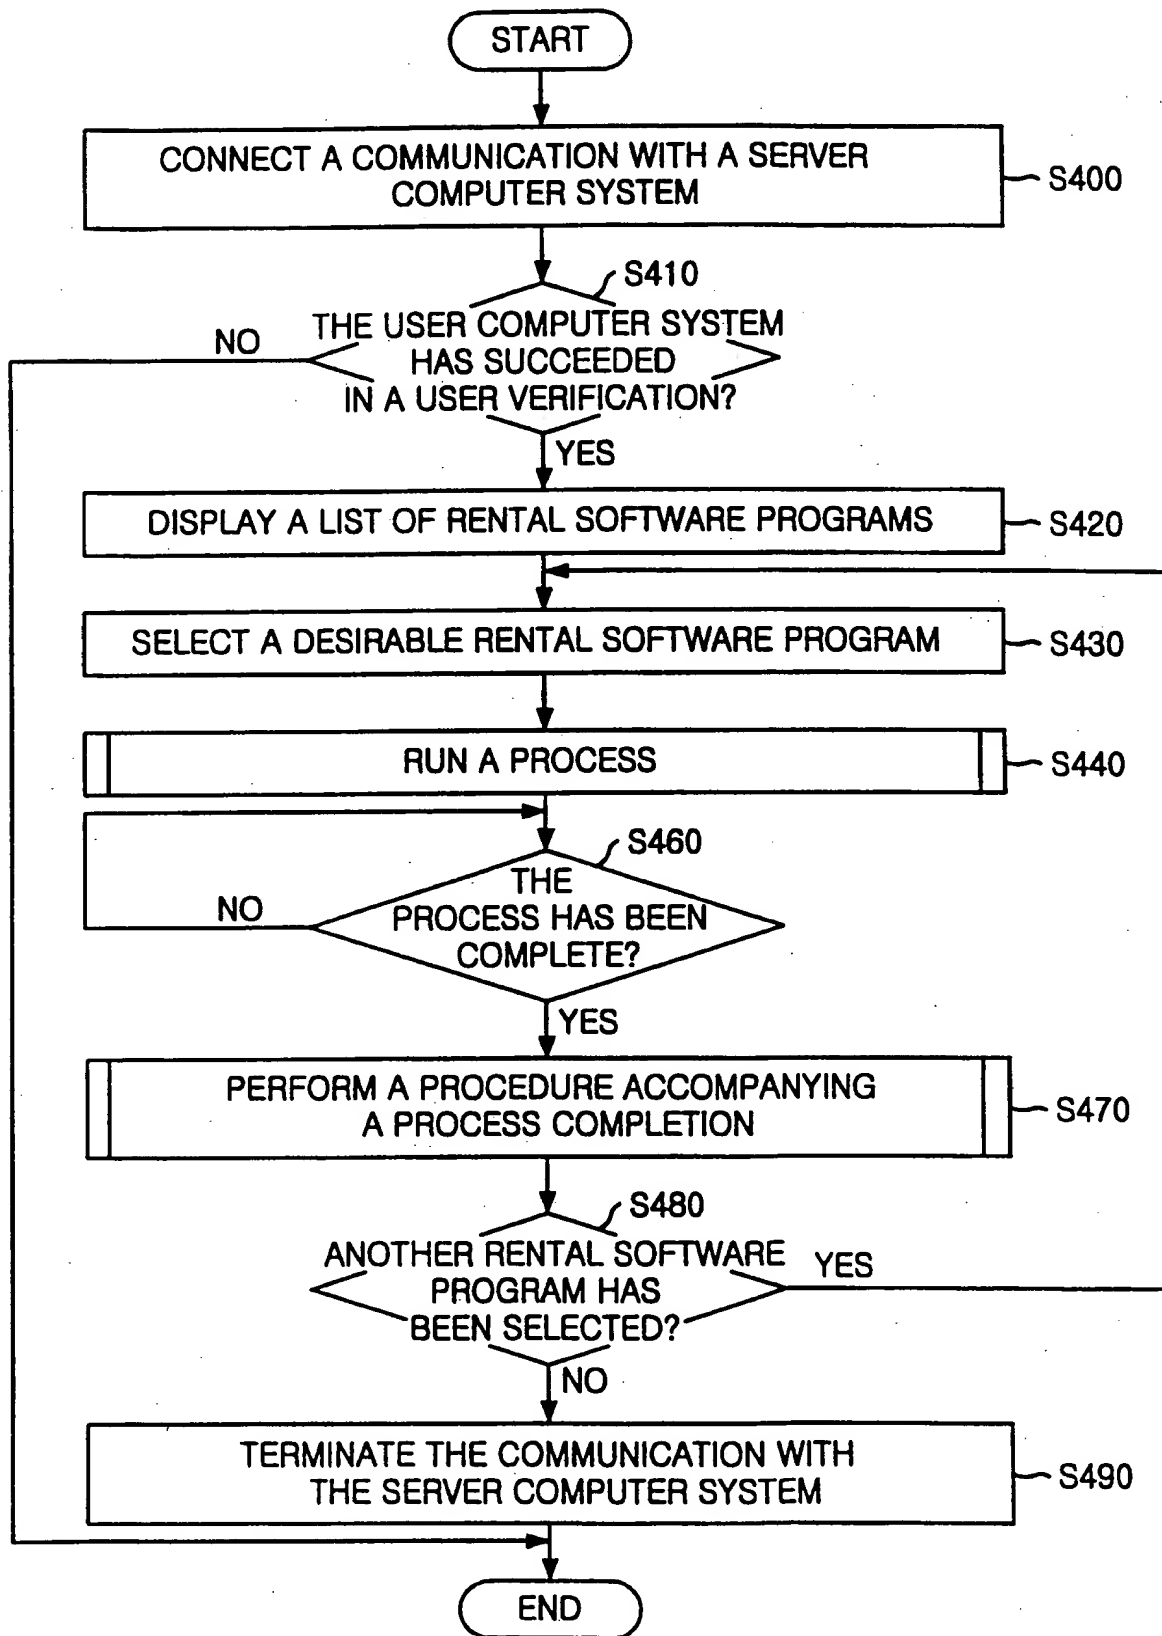 START
CONNECT A COMMUNICATION WITH A SERVER
COMPUTER SYSTEM
S400
S410
THE USER COMPUTER SYSTEM
HAS SUCCEEDED
IN A USER VERIFICATION?
NO
YES
DISPLAY A LIST OF RENTAL SOFTWARE PROGRAMS
S420
SELECT A DESIRABLE RENTAL SOFTWARE PROGRAM
S430
RUN A PROCESS
S440
S460
THE
PROCESS HAS BEEN
COMPLETE?
NO
YES
PERFORM A PROCEDURE ACCOMPANYING
A PROCESS COMPLETION
S470
S480
ANOTHER RENTAL SOFTWARE
PROGRAM HAS
BEEN SELECTED?
YES
NO
TERMINATE THE COMMUNICATION WITH
THE SERVER COMPUTER SYSTEM
S490
END